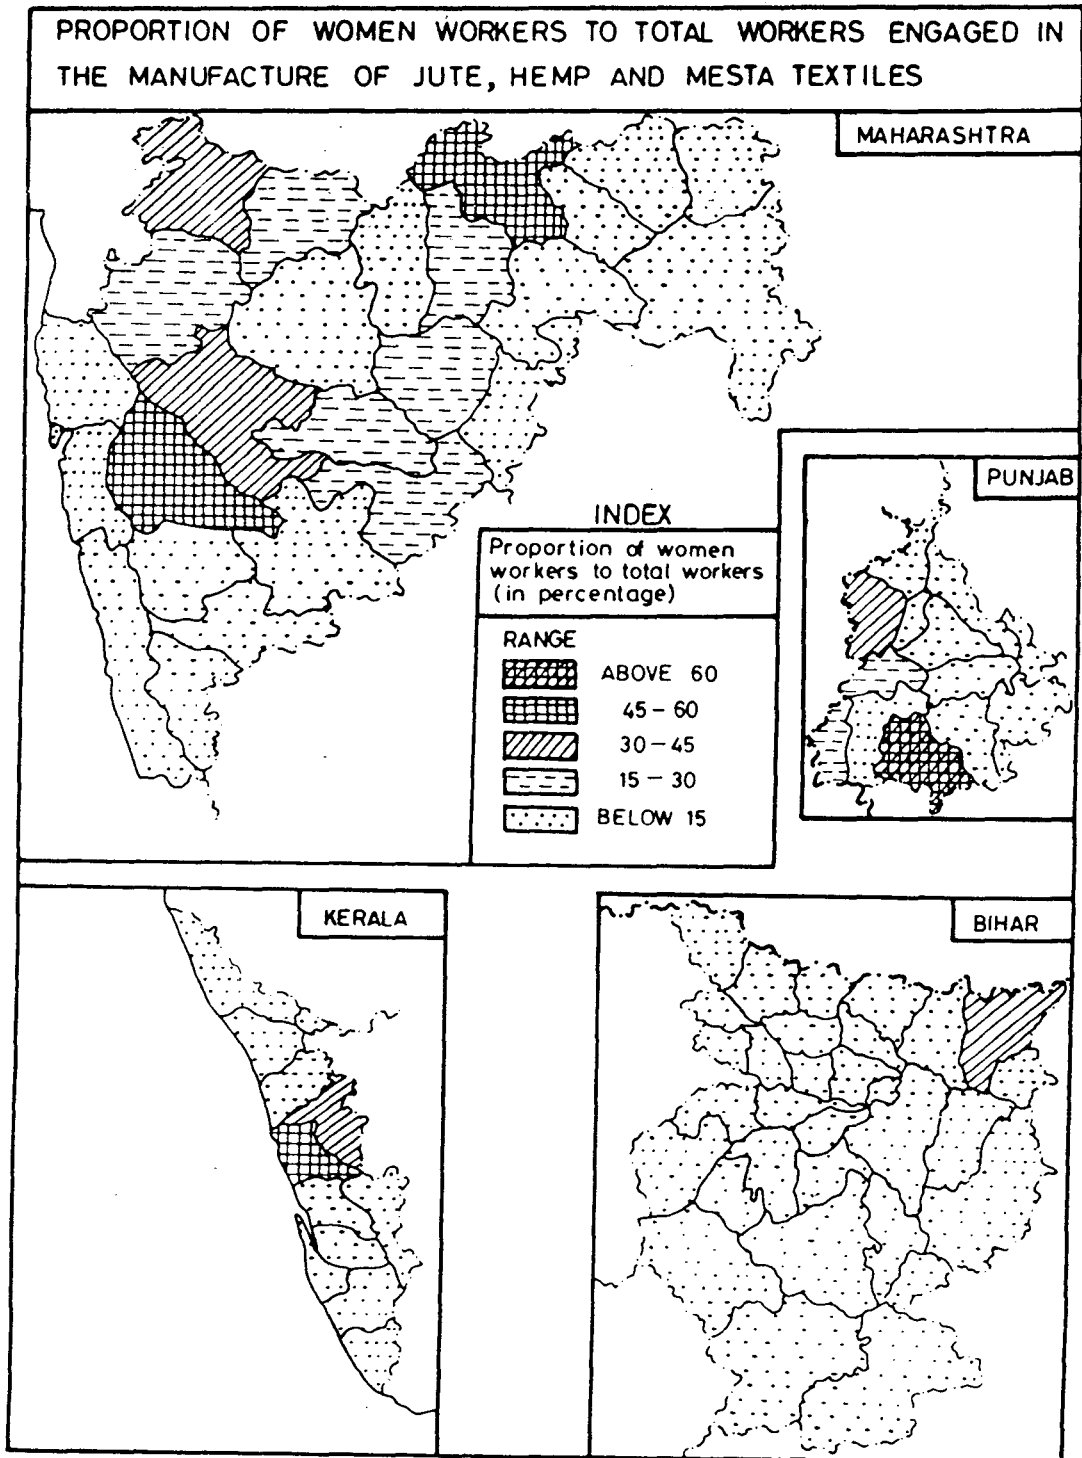 PROPORTION OF WOMEN WORKERS TO TOTAL WORKERS ENGAGED IN
THE MANUFACTURE OF JUTE, HEMP AND MESTA TEXTILES
MAHARASHTRA
PUNJAB
INDEX
Proportion of women
workers to total workers
(in percentage)
RANGE
ABOVE 60
45-60
30-45
15-30
BELOW 15
KERALA
BIHAR